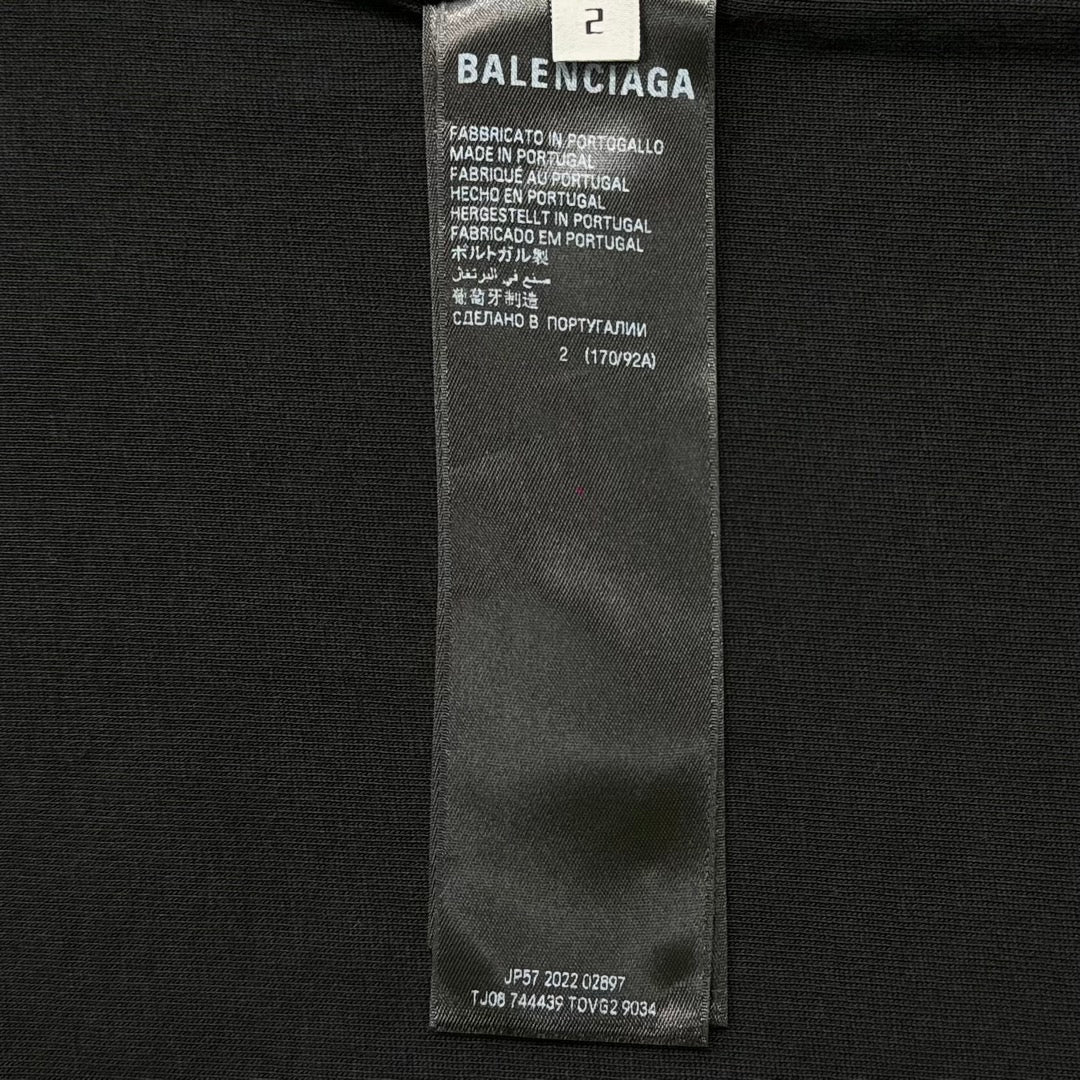 2
BALENCIAGA
FABBRICATO IN PORTOGALLO
MADE IN PORTUGAL
FABRIQUÉ AU PORTUGAL
HECHO EN PORTUGAL
HERGESTELLT IN PORTUGAL
FABRICADO EM PORTUGAL
ポルトガル製
صنع في البرتغال
葡萄牙制造
СДЕЛАНО В ПОРТУГАЛИИ
2 (170/92A)
JP57 2022 02897
TJ08 744439 TOVG2 9034